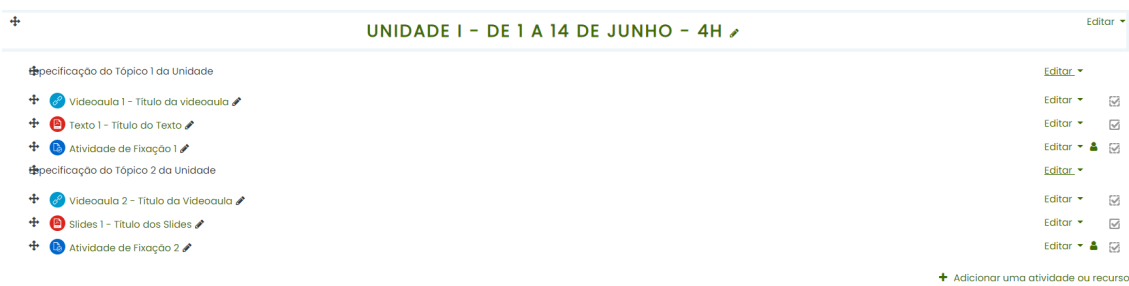 Editar
UNIDADE I - DE 1 A 14 DE JUNHO - 4H
Especificação do Tópico 1 da Unidade Editar
Videoaula 1 - Título da videoaula Editar
Texto 1 - Título do Texto Editar
Atividade de Fixação 1 Editar
Especificação do Tópico 2 da Unidade Editar
Videoaula 2 - Título da Videoaula Editar
Slides 1 - Título dos Slides Editar
Atividade de Fixação 2 Editar
Adicionar uma atividade ou recurso